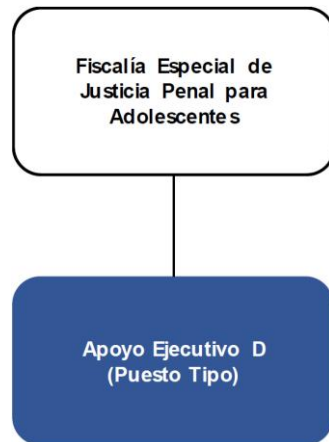 Fiscalía Especial de
Justicia Penal para
Adolescentes
Apoyo Ejecutivo D
(Puesto Tipo)